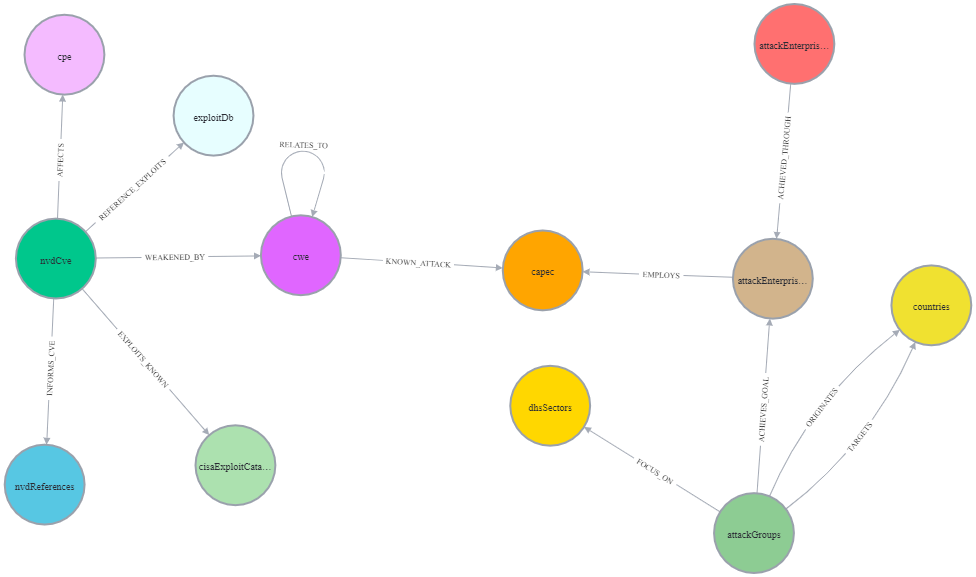 attackEnterpris...
cpe
exploitDb
ACHIEVED_THROUGH
RELATES_TO
AFFECTS
REFERENCE_EXPLOITS
nvdCve
WEAKENED_BY
cwe
KNOWN_ATTACK
capec
EMPLOYS
attackEnterpris...
countries
INFORMS_CVE
EXPLOITS_KNOWN
dhsSectors
ACHIEVES_GOAL
ORIGINATES
TARGETS
nvdReferences
cisaExploitCata...
FOCUS_ON
attackGroups